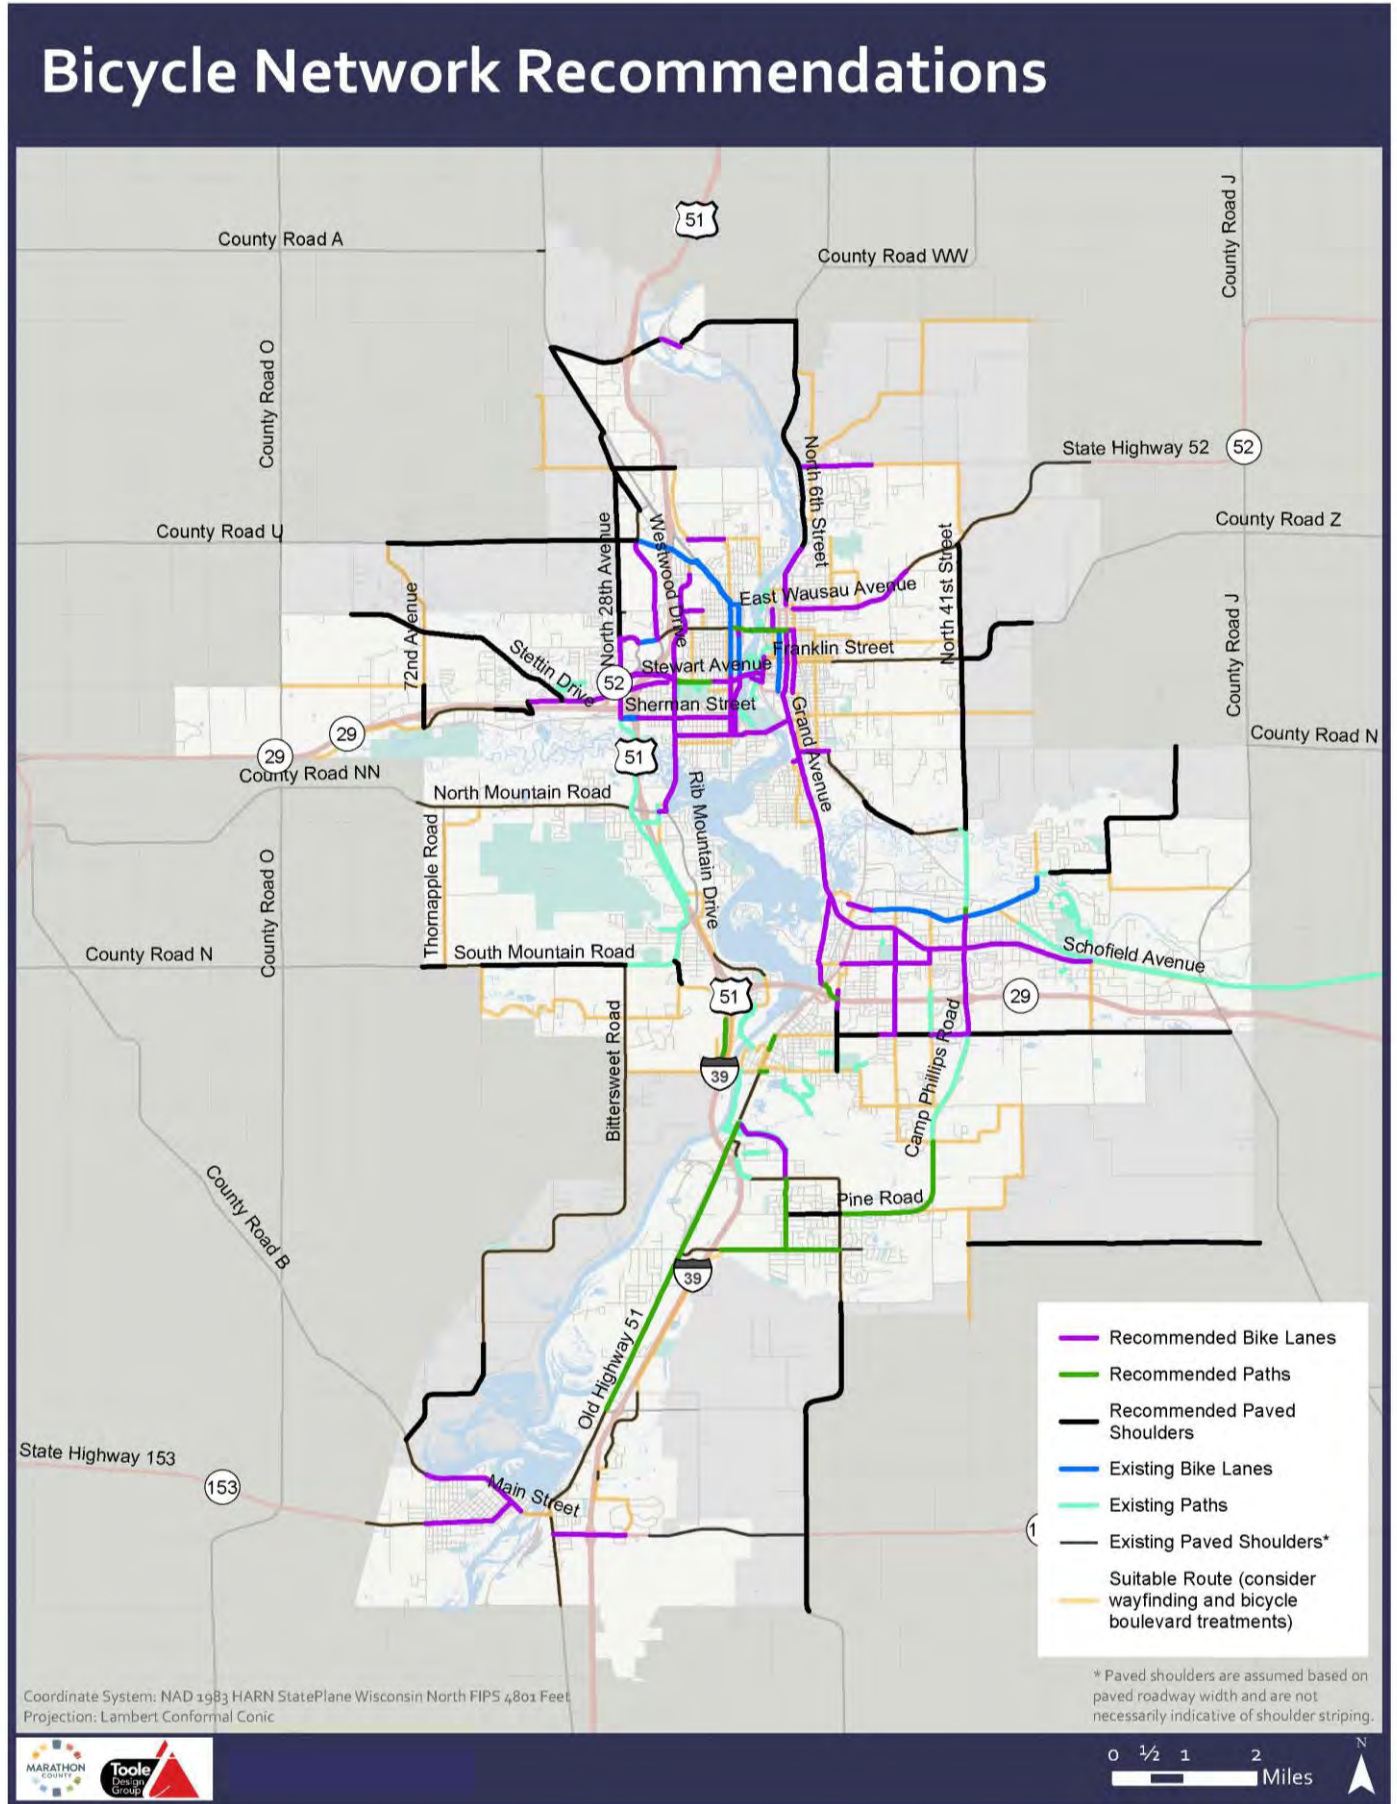 Bicycle Network Recommendations
51
County Road A
County Road WW
County Road J
County Road O
State Highway 52
52
North 6th Street
County Road U
County Road Z
Westwood Drive
North 28th Avenue
North 41st Street
East Wausau Avenue
72nd Avenue
Franklin Street
Stettin Drive
Stewart Avenue
52
Sherman Street
County Road J
Grand Avenue
29
29
County Road N
51
County Road NN
North Mountain Road
Rib Mountain Drive
Thornapple Road
County Road O
County Road N
South Mountain Road
Schofield Avenue
51
29
Bittersweet Road
39
Camp Phillips Road
County Road B
Pine Road
39
Old Highway 51
State Highway 153
153
Main Street
1
Recommended Bike Lanes
Recommended Paths
Recommended Paved
Shoulders
Existing Bike Lanes
Existing Paths
Existing Paved Shoulders*
Suitable Route (consider
wayfinding and bicycle
boulevard treatments)
* Paved shoulders are assumed based on
paved roadway width and are not
necessarily indicative of shoulder striping.
Coordinate System: NAD 1983 HARN StatePlane Wisconsin North FIPS 4801 Feet
Projection: Lambert Conformal Conic
MARATHON
COUNTY
Toole
Design
Group
0 ½ 1 2
Miles
N